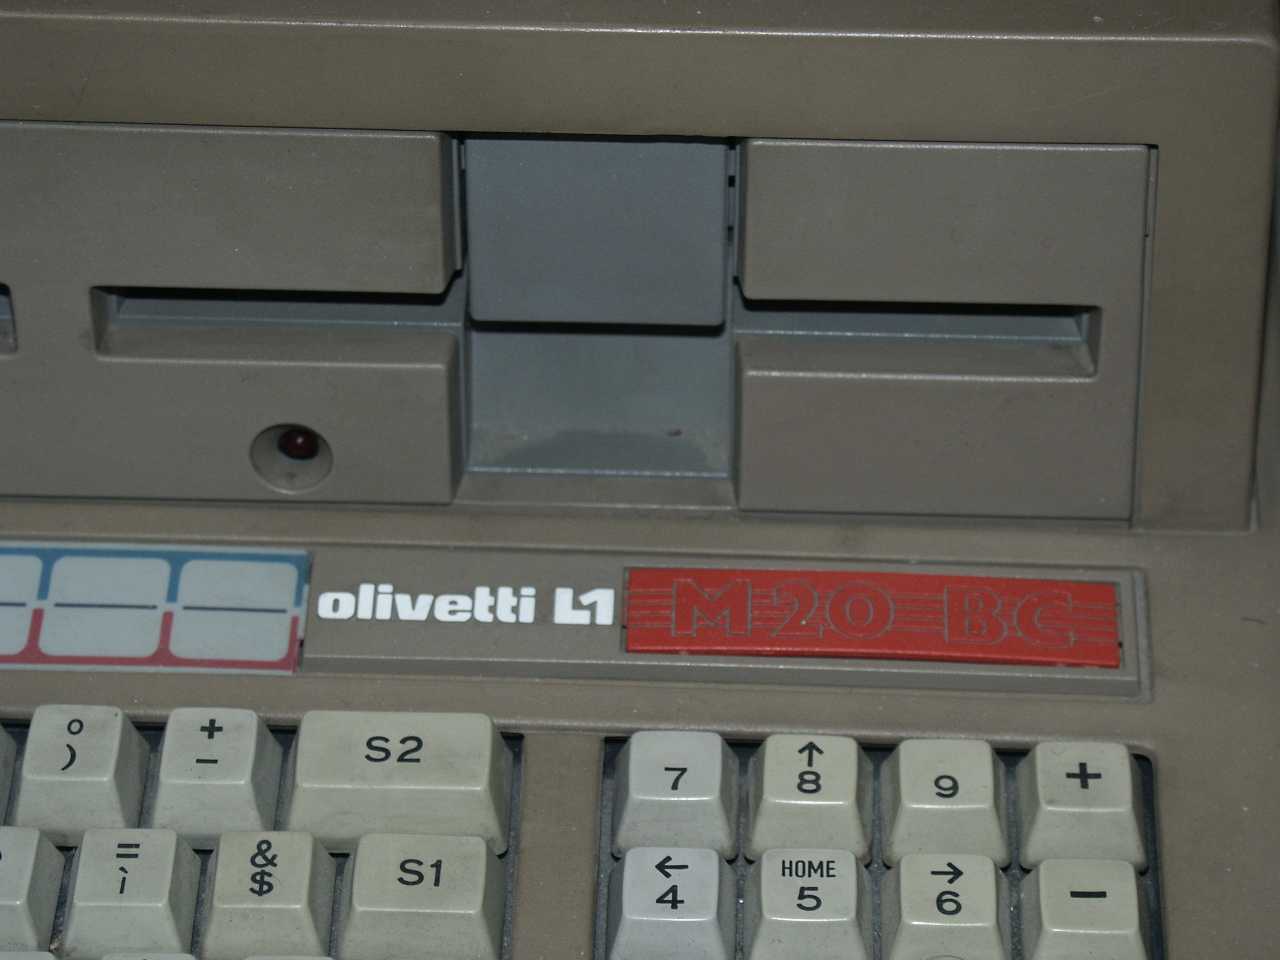 olivetti L1 M20 BC
° + S2 7 ↑ 9 +
) - 8
= & S1 ← HOME → -
ì $ 4 5 6